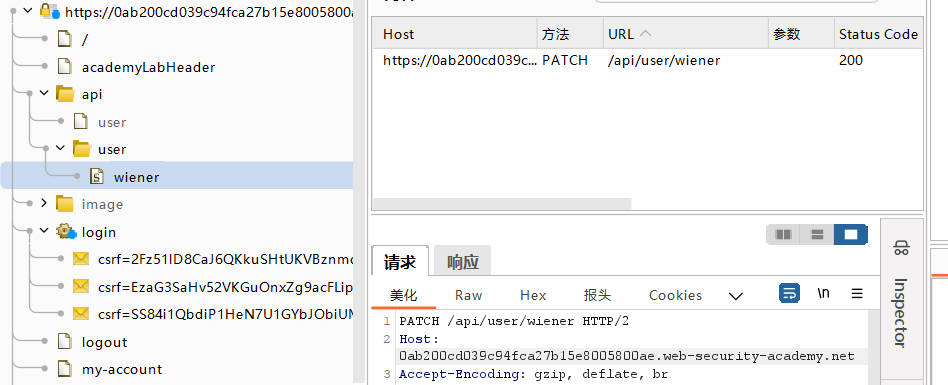 https://0ab200cd039c94fca27b15e8005800a
/
academyLabHeader
api
user
user
wiener
image
login
csrf=2Fz51ID8CaJ6QKkuSHtUKVBznm
csrf=EzaG3SaHv52VKGuOnxZg9acFLip
csrf=SS84i1QbdiP1HeN7U1GYbJObiU
logout
my-account
Host 方法 URL 参数 Status Code
https://0ab200cd039c... PATCH /api/user/wiener 200
请求 响应
美化 Raw Hex 报头 Cookies \n
1 PATCH /api/user/wiener HTTP/2
2 Host:
0ab200cd039c94fca27b15e8005800ae.web-security-academy.net
3 Accept-Encoding: gzip, deflate, br
Inspector